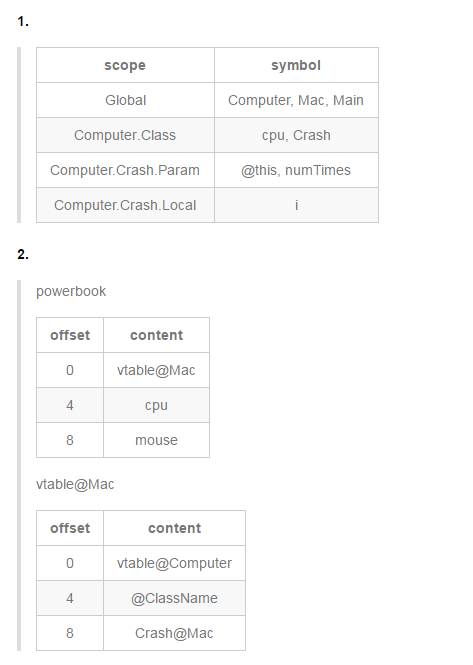 1.
scope symbol
Global Computer, Mac, Main
Computer.Class cpu, Crash
Computer.Crash.Param @this, numTimes
Computer.Crash.Local i
2.
powerbook
offset content
0 vtable@Mac
4 cpu
8 mouse
vtable@Mac
offset content
0 vtable@Computer
4 @ClassName
8 Crash@Mac